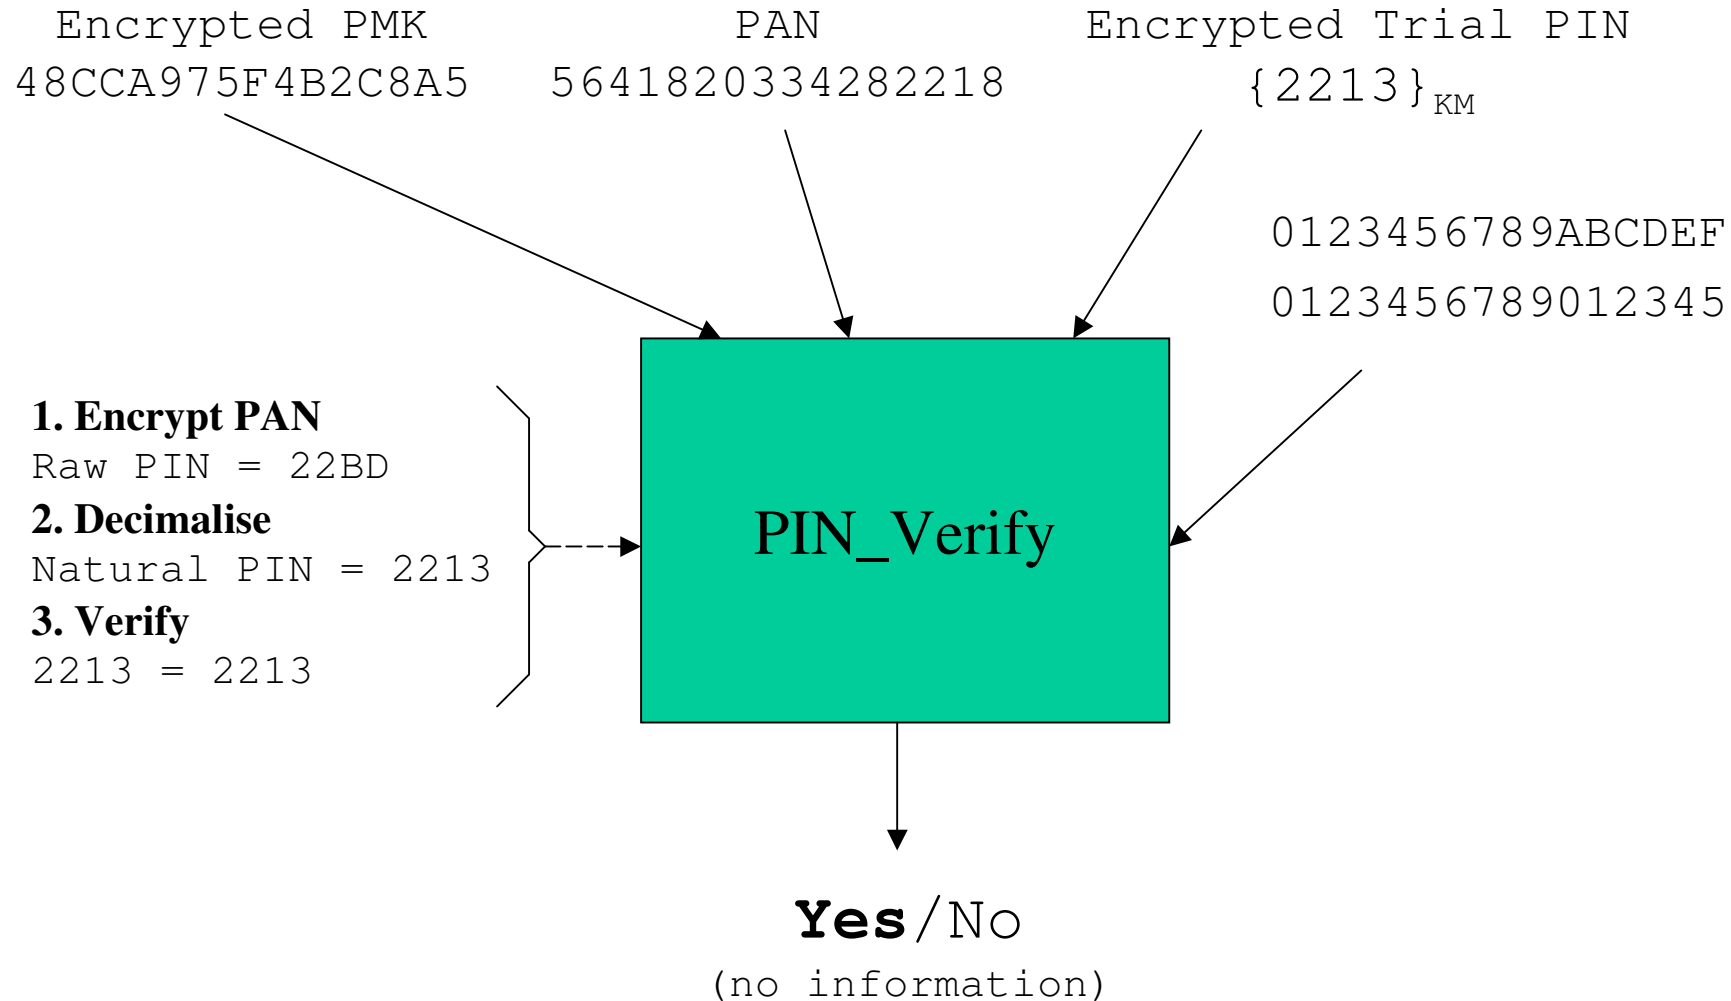 Encrypted PMK
48CCA975F4B2C8A5
PAN
5641820334282218
Encrypted Trial PIN
{2213}KM
0123456789ABCDEF
0123456789012345
1. Encrypt PAN
Raw PIN = 22BD
2. Decimalise
Natural PIN = 2213
3. Verify
2213 = 2213
PIN_Verify
Yes/No
(no information)